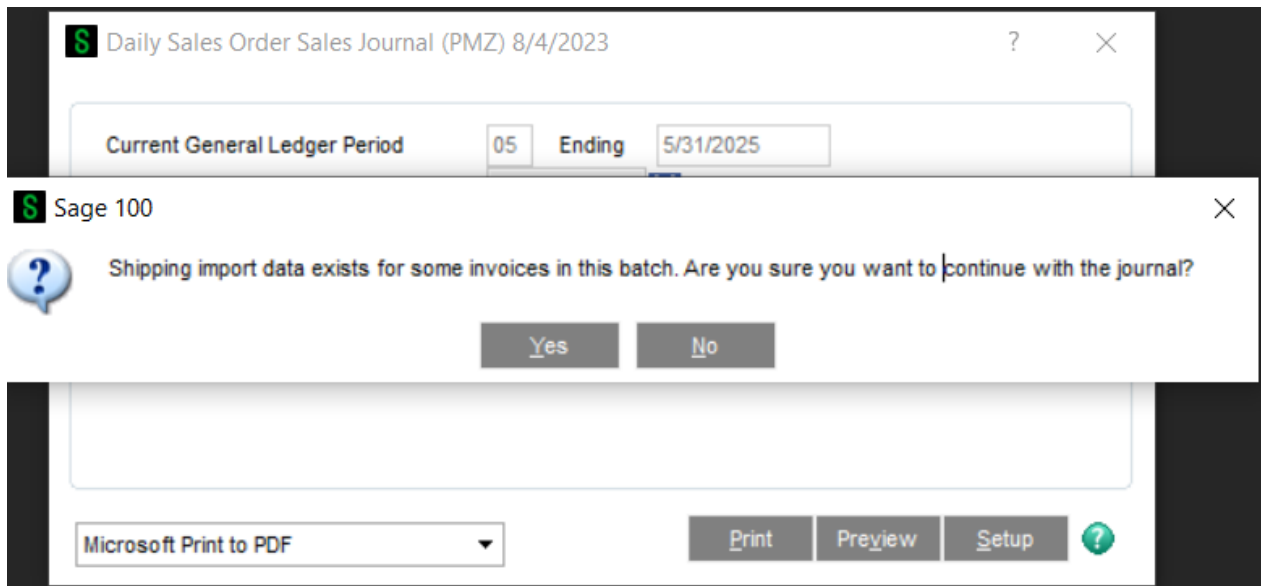 Daily Sales Order Sales Journal (PMZ) 8/4/2023 ?
Current General Ledger Period 05 Ending 5/31/2025
Sage 100
Shipping import data exists for some invoices in this batch. Are you sure you want to continue with the journal?
Yes No
Microsoft Print to PDF Print Preview Setup ?